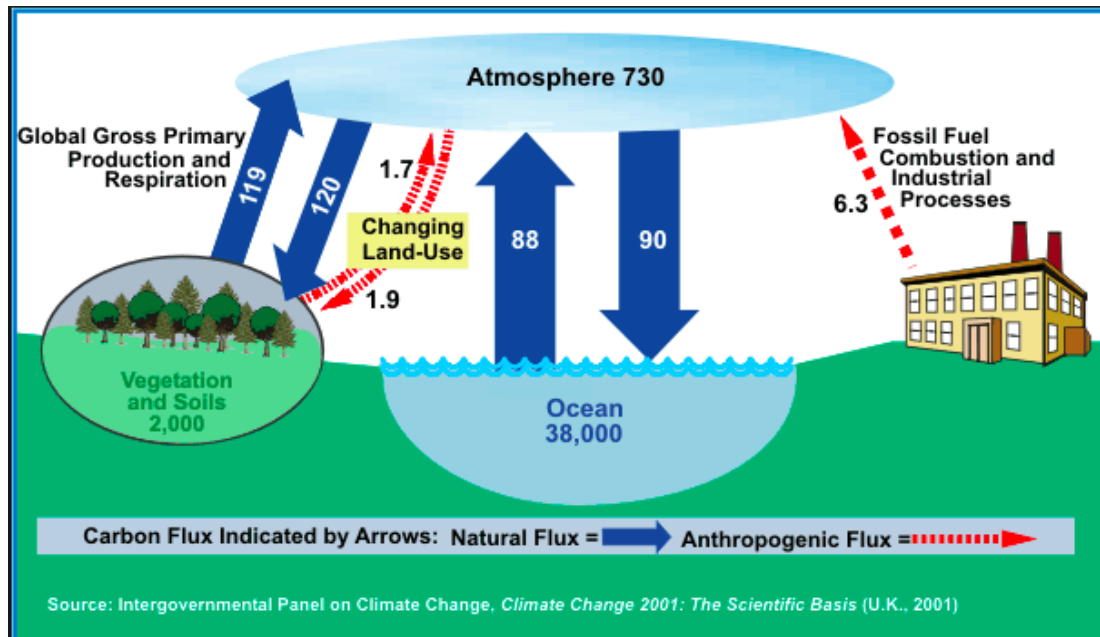 Atmosphere 730
Global Gross Primary
Production and
Respiration
119
120
1.7
Changing
Land-Use
1.9
88
90
Fossil Fuel
Combustion and
Industrial
Processes
6.3
Vegetation
and Soils
2,000
Ocean
38,000
Carbon Flux Indicated by Arrows: Natural Flux = Anthropogenic Flux =
Source: Intergovernmental Panel on Climate Change, Climate Change 2001: The Scientific Basis (U.K., 2001)